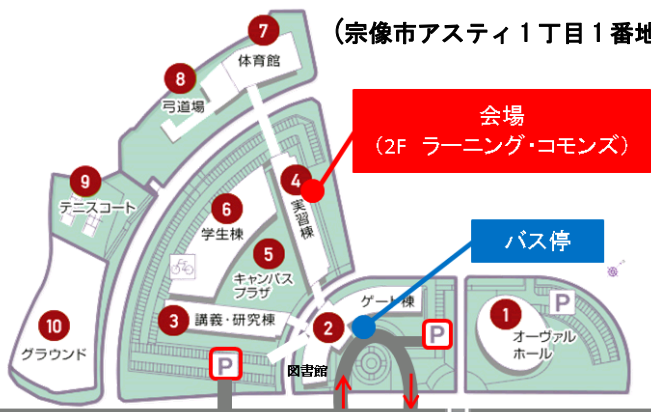 (宗像市アスティ１丁目１番地
7
体育館
8
弓道場
会場
(2F ラーニング・コモンズ)
9
テニスコート
4
実習棟
6
学生棟
バス停
5
キャンパス
プラザ
ゲート棟
P
3
講義・研究棟
2
1
オーヴァル
ホール
10
グラウンド
P
P
図書館